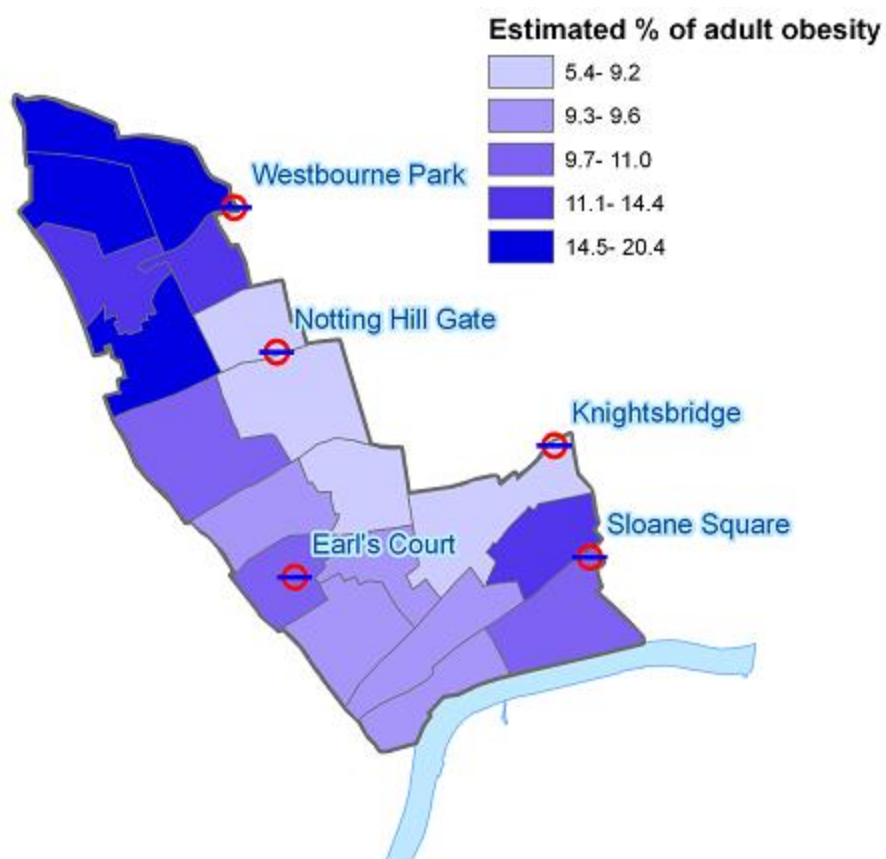 Estimated % of adult obesity
5.4- 9.2
9.3- 9.6
9.7- 11.0
11.1- 14.4
14.5- 20.4
Westbourne Park
Notting Hill Gate
Knightsbridge
Sloane Square
Earl's Court